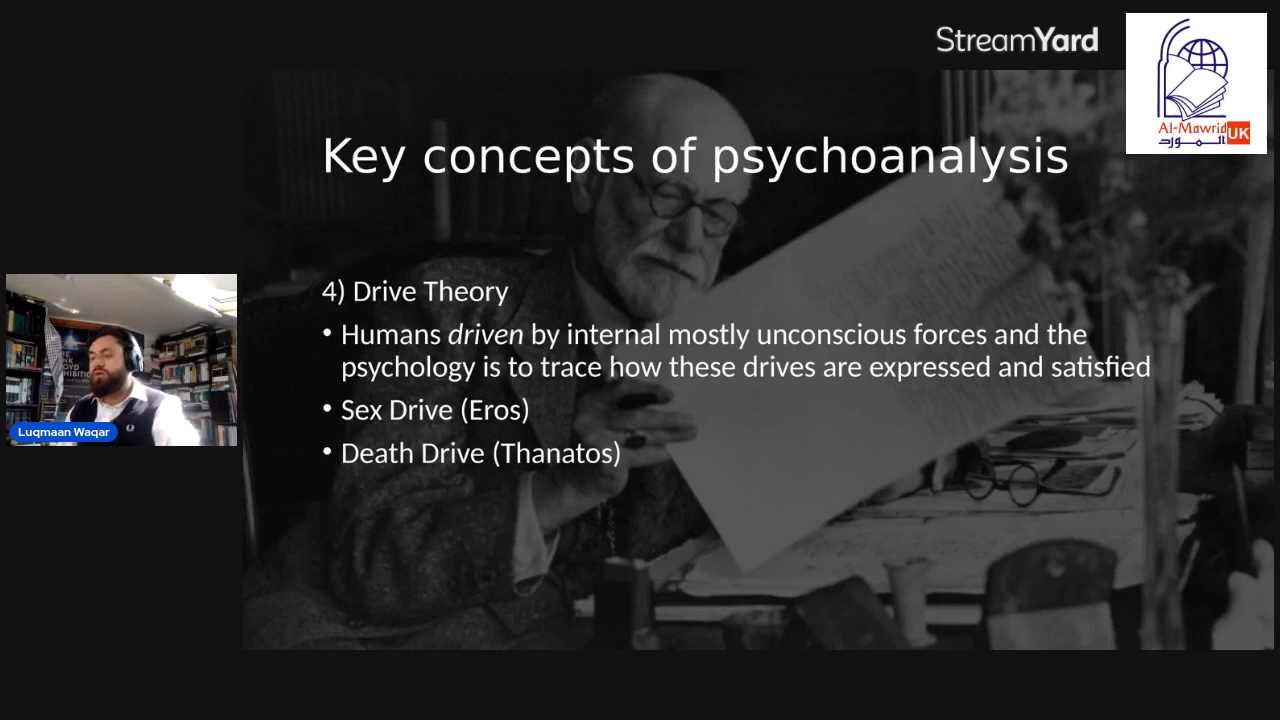 StreamYard
Al-Mawrid UK
المورد
Key concepts of psychoanalysis
4) Drive Theory
• Humans driven by internal mostly unconscious forces and the
psychology is to trace how these drives are expressed and satisfied
• Sex Drive (Eros)
• Death Drive (Thanatos)
Luqmaan Waqar